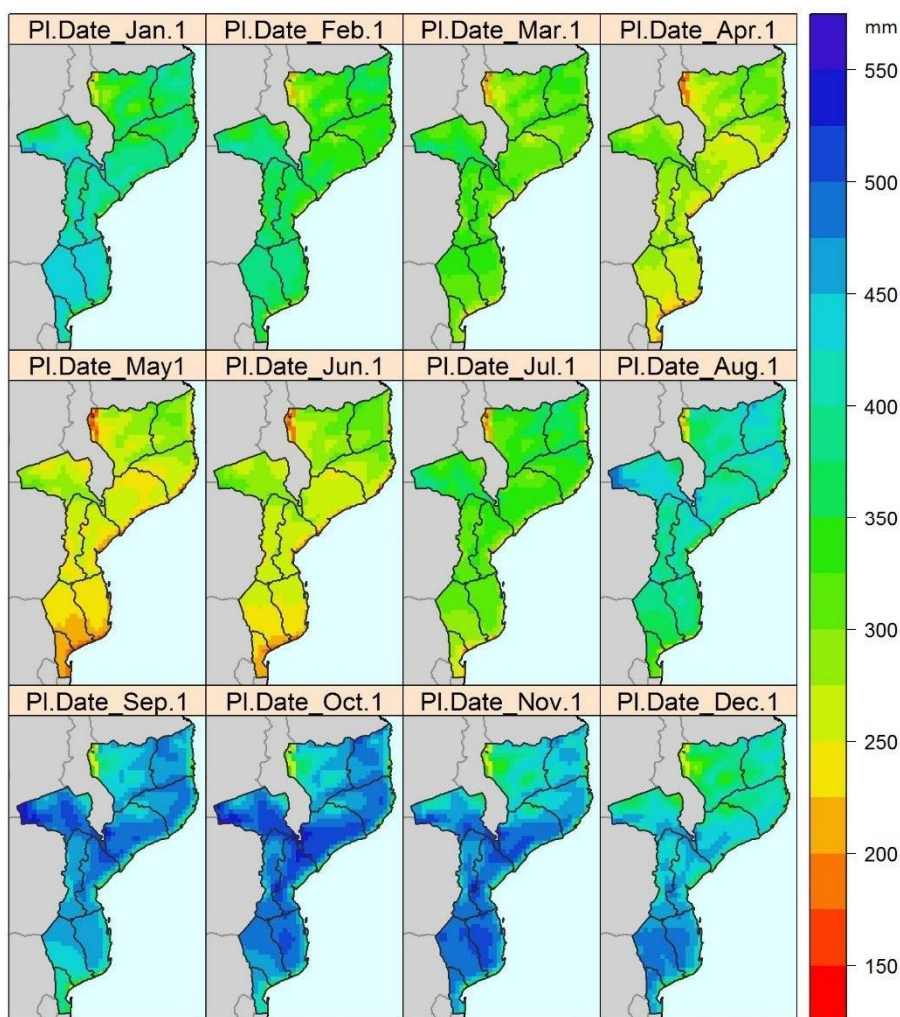 Pl.Date_Jan.1
Pl.Date_Feb.1
Pl.Date_Mar.1
Pl.Date_Apr.1
Pl.Date_May1
Pl.Date_Jun.1
Pl.Date_Jul.1
Pl.Date_Aug.1
Pl.Date_Sep.1
Pl.Date_Oct.1
Pl.Date_Nov.1
Pl.Date_Dec.1
mm
550
500
450
400
350
300
250
200
150